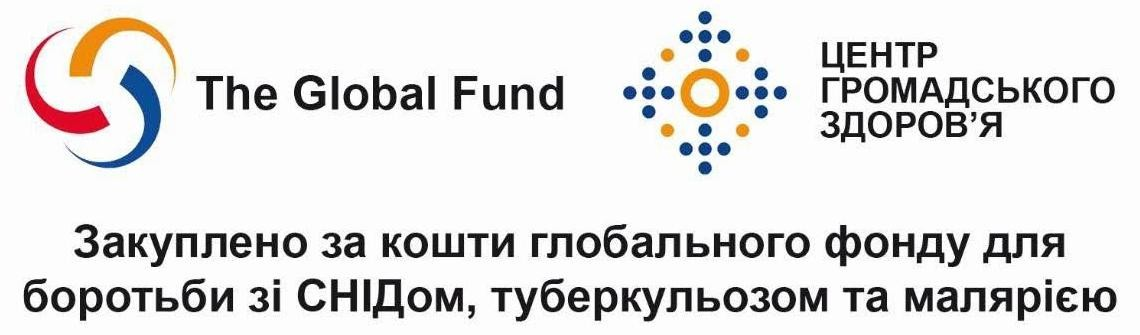 The Global Fund
ЦЕНТР
ГРОМАДСЬКОГО
ЗДОРОВ’Я
Закуплено за кошти глобального фонду для
боротьби зі СНІДом, туберкульозом та малярією